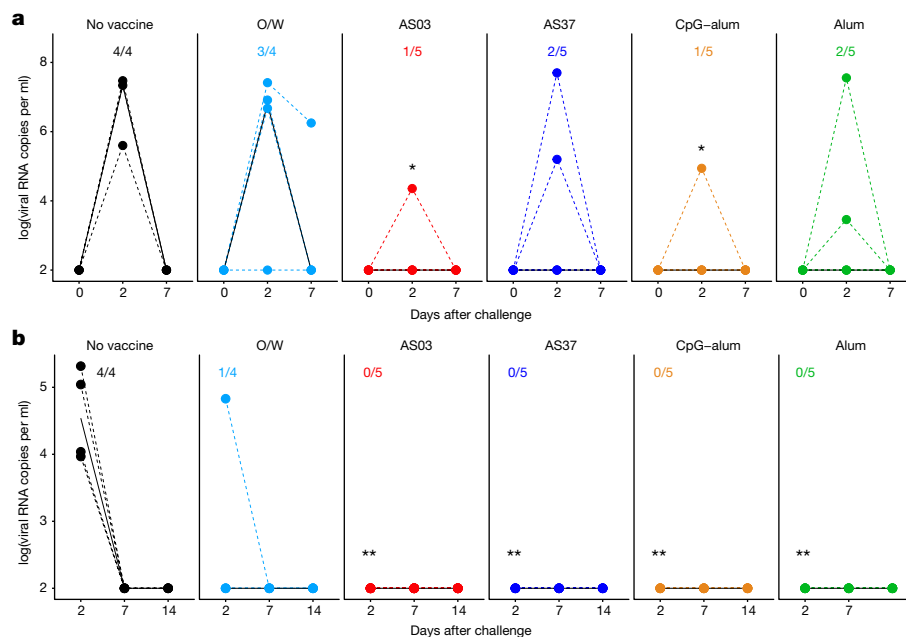 a
No vaccine O/W AS03 AS37 CpG–alum Alum
4/4 3/4 1/5 2/5 1/5 2/5
log(viral RNA copies per ml)
8
6
4
2
* *
0 2 7 0 2 7 0 2 7 0 2 7 0 2 7 0 2 7
Days after challenge
b
No vaccine O/W AS03 AS37 CpG–alum Alum
4/4 1/4 0/5 0/5 0/5 0/5
log(viral RNA copies per ml)
5
4
3
2
** ** ** **
2 7 14 2 7 14 2 7 14 2 7 14 2 7 14 2 7
Days after challenge